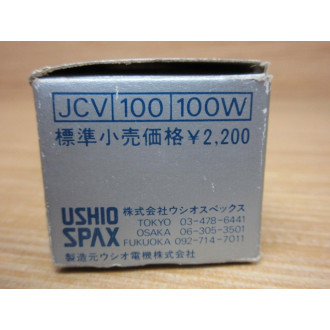 JCV 100 100W
標準小売価格 ¥2,200
USHIO SPAX
株式会社ウシオスペックス
TOKYO 03-478-6441
OSAKA 06-305-3501
FUKUOKA 092-714-7011
製造元ウシオ電機株式会社